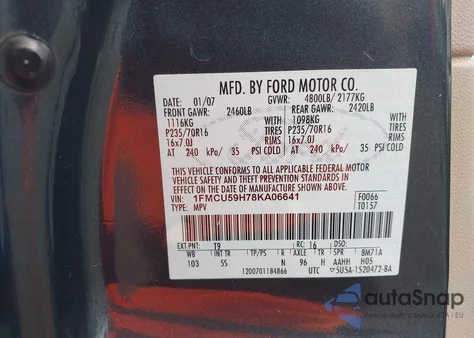 MFD. BY FORD MOTOR CO.
DATE: 01/07 GVWR: 4800LB/ 2177KG
FRONT GAWR: 2460LB REAR GAWR: 2420LB
1116KG WITH 1098KG WITH
P235/70R16 TIRES P235/70R16 TIRES
16x7.0J RIMS 16x7.0J RIMS
AT 240 kPa/ 35 PSI COLD AT 240 kPa/ 35 PSI COLD
THIS VEHICLE CONFORMS TO ALL APPLICABLE FEDERAL MOTOR
VEHICLE SAFETY AND THEFT PREVENTION STANDARDS IN
EFFECT ON THE DATE OF MANUFACTURE SHOWN ABOVE.
VIN: 1FMCU59H78KA06641 F0066
TYPE: MPV T0157
EXT PNT: T9 RC: 16 DSO:
WB INT TR TP/PS R AXLE TR SPR 8M71A
103 5S N 96 H AAHH H05
1200701184866 UTC 5U5A-1520472-BA
autoSnap